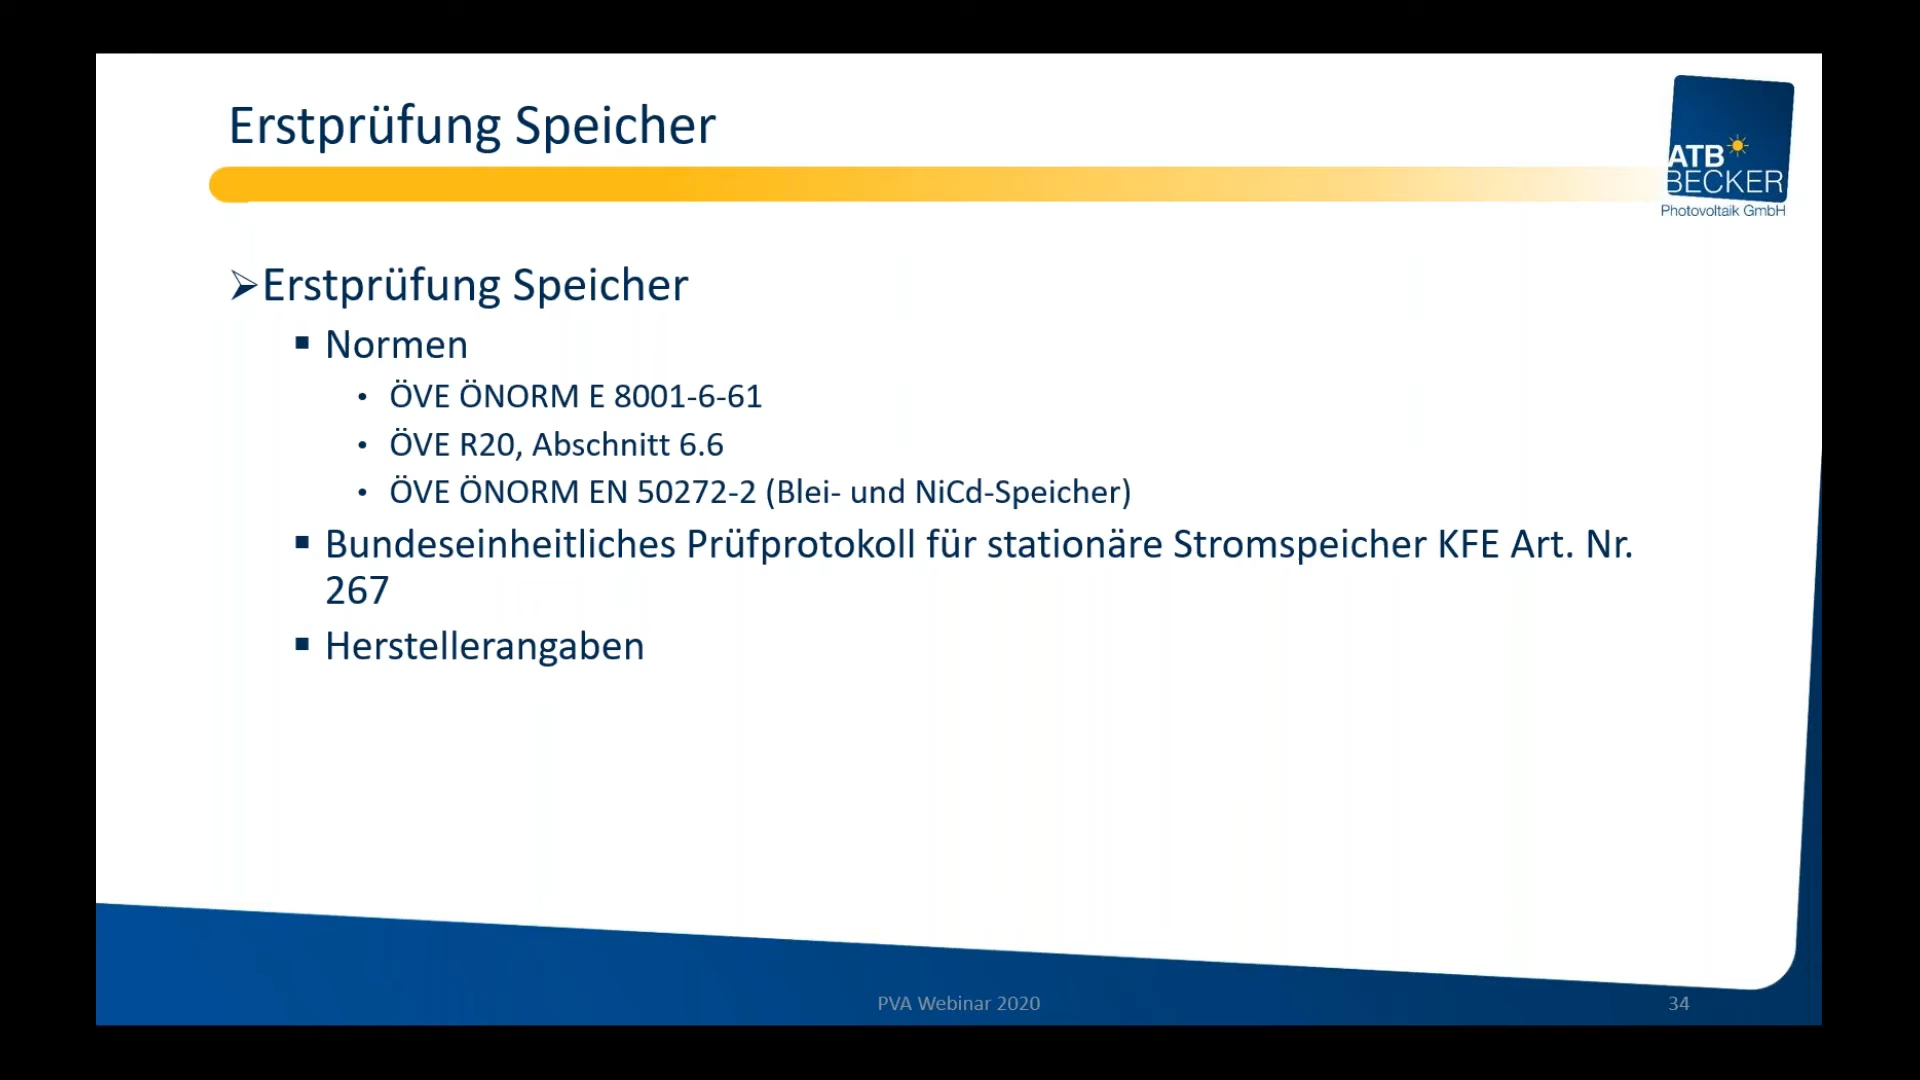 Erstprüfung Speicher
ATB
BECKER
Photovoltaik GmbH
➢Erstprüfung Speicher
▪ Normen
• ÖVE ÖNORM E 8001-6-61
• ÖVE R20, Abschnitt 6.6
• ÖVE ÖNORM EN 50272-2 (Blei- und NiCd-Speicher)
▪ Bundeseinheitliches Prüfprotokoll für stationäre Stromspeicher KFE Art. Nr.
267
▪ Herstellerangaben
PVA Webinar 2020
34